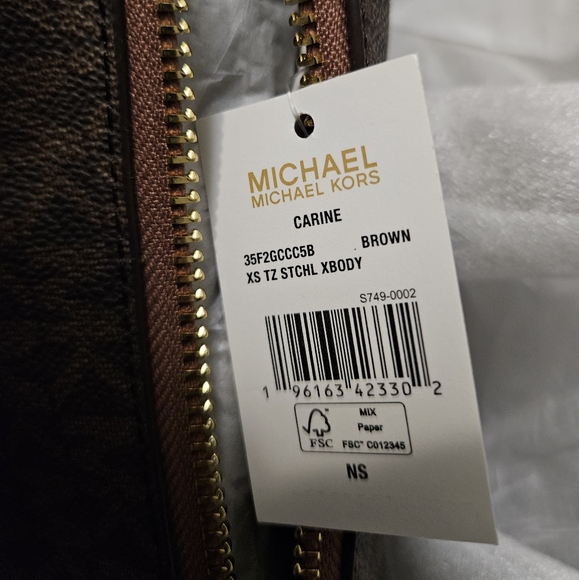 MICHAEL
MICHAEL KORS
CARINE
35F2GCCC5B BROWN
XS TZ STCHL XBODY
S749-0002
1 96163 42330 2
FSC
MIX
Paper
FSC™ C012345
NS